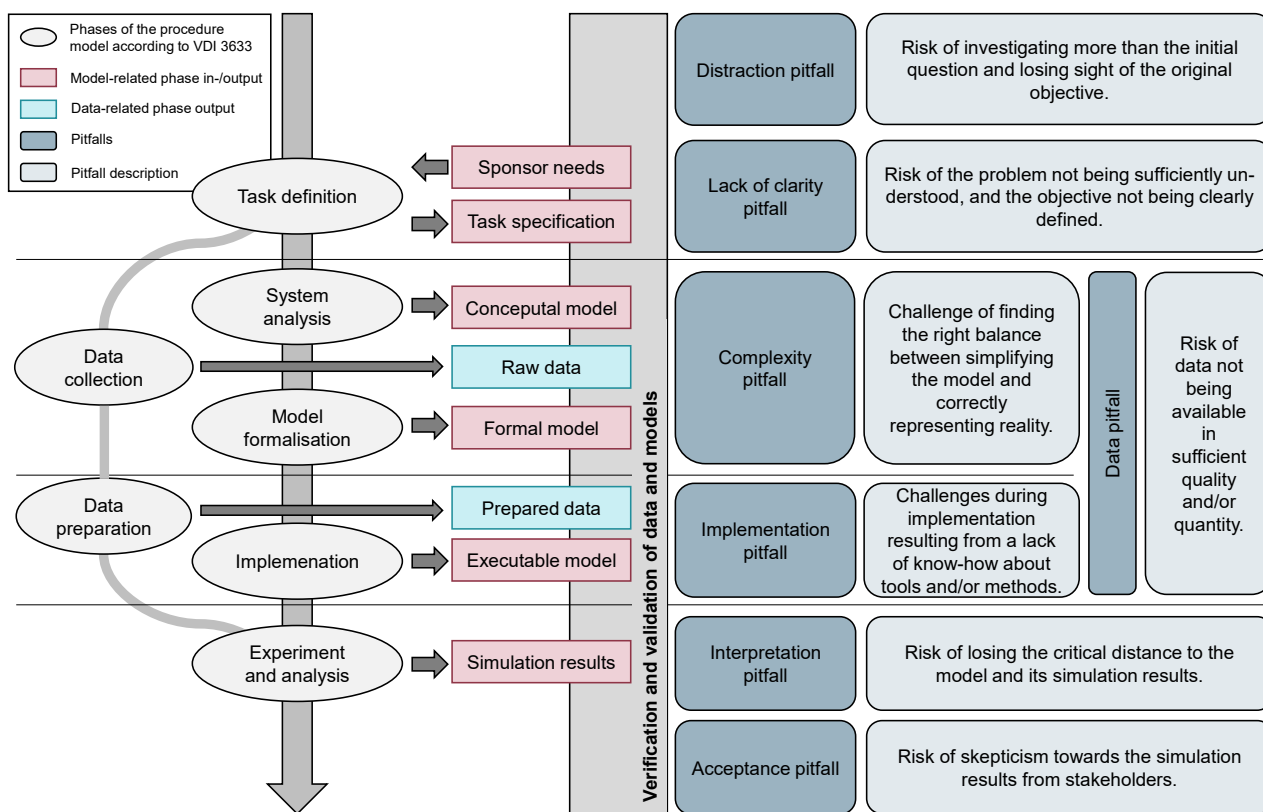 Phases of the procedure
model according to VDI 3633
Model-related phase in-/output
Data-related phase output
Pitfalls
Pitfall description
Task definition
Sponsor needs
Task specification
System
analysis
Conceputal model
Data
collection
Raw data
Model
formalisation
Formal model
Data
preparation
Prepared data
Implemenation
Executable model
Experiment
and analysis
Simulation results
Verification and validation of data and models
Distraction pitfall
Risk of investigating more than the initial
question and losing sight of the original
objective.
Lack of clarity
pitfall
Risk of the problem not being sufficiently un-
derstood, and the objective not being clearly
defined.
Complexity
pitfall
Challenge of finding
the right balance
between simplifying
the model and
correctly
representing reality.
Data pitfall
Risk of
data not
being
available
in
sufficient
quality
and/or
quantity.
Implementation
pitfall
Challenges during
implementation
resulting from a lack
of know-how about
tools and/or methods.
Interpretation
pitfall
Risk of losing the critical distance to the
model and its simulation results.
Acceptance pitfall
Risk of skepticism towards the simulation
results from stakeholders.